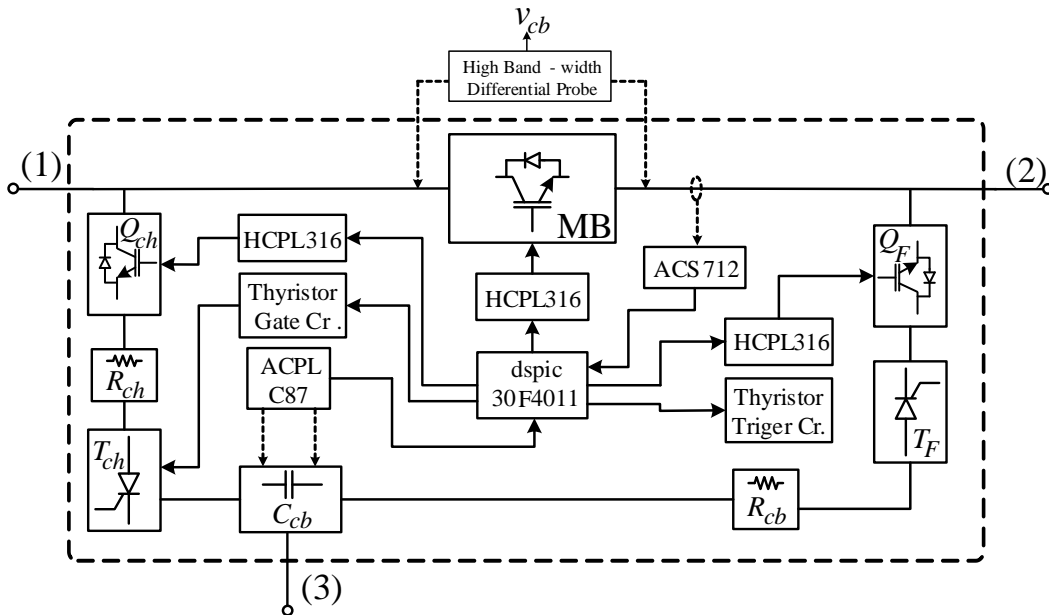 v_cb
High Band - width
Differential Probe
(1)
(2)
MB
Q_ch
HCPL316
Thyristor
Gate Cr .
HCPL316
ACS712
Q_F
HCPL316
R_ch
ACPL
C87
dspic
30F4011
Thyristor
Triger Cr.
T_F
T_ch
C_cb
R_cb
(3)